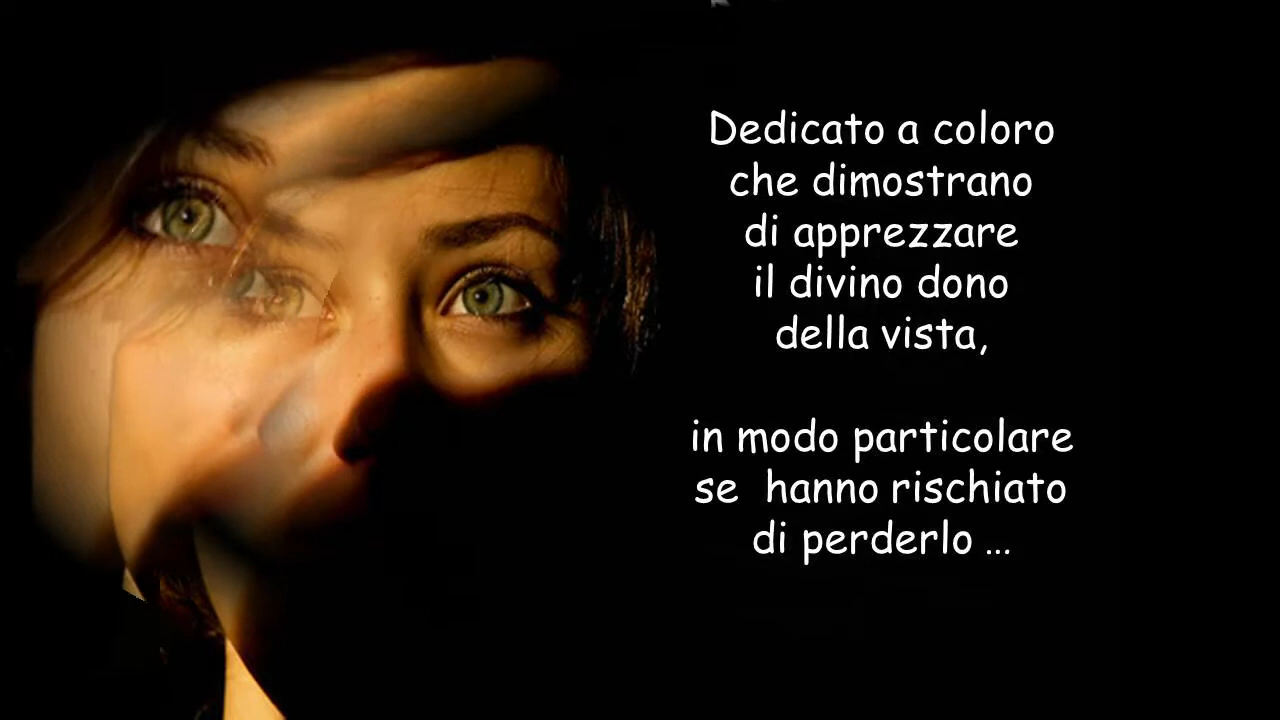 Dedicato a coloro
che dimostrano
di apprezzare
il divino dono
della vista,
in modo particolare
se hanno rischiato
di perderlo ...